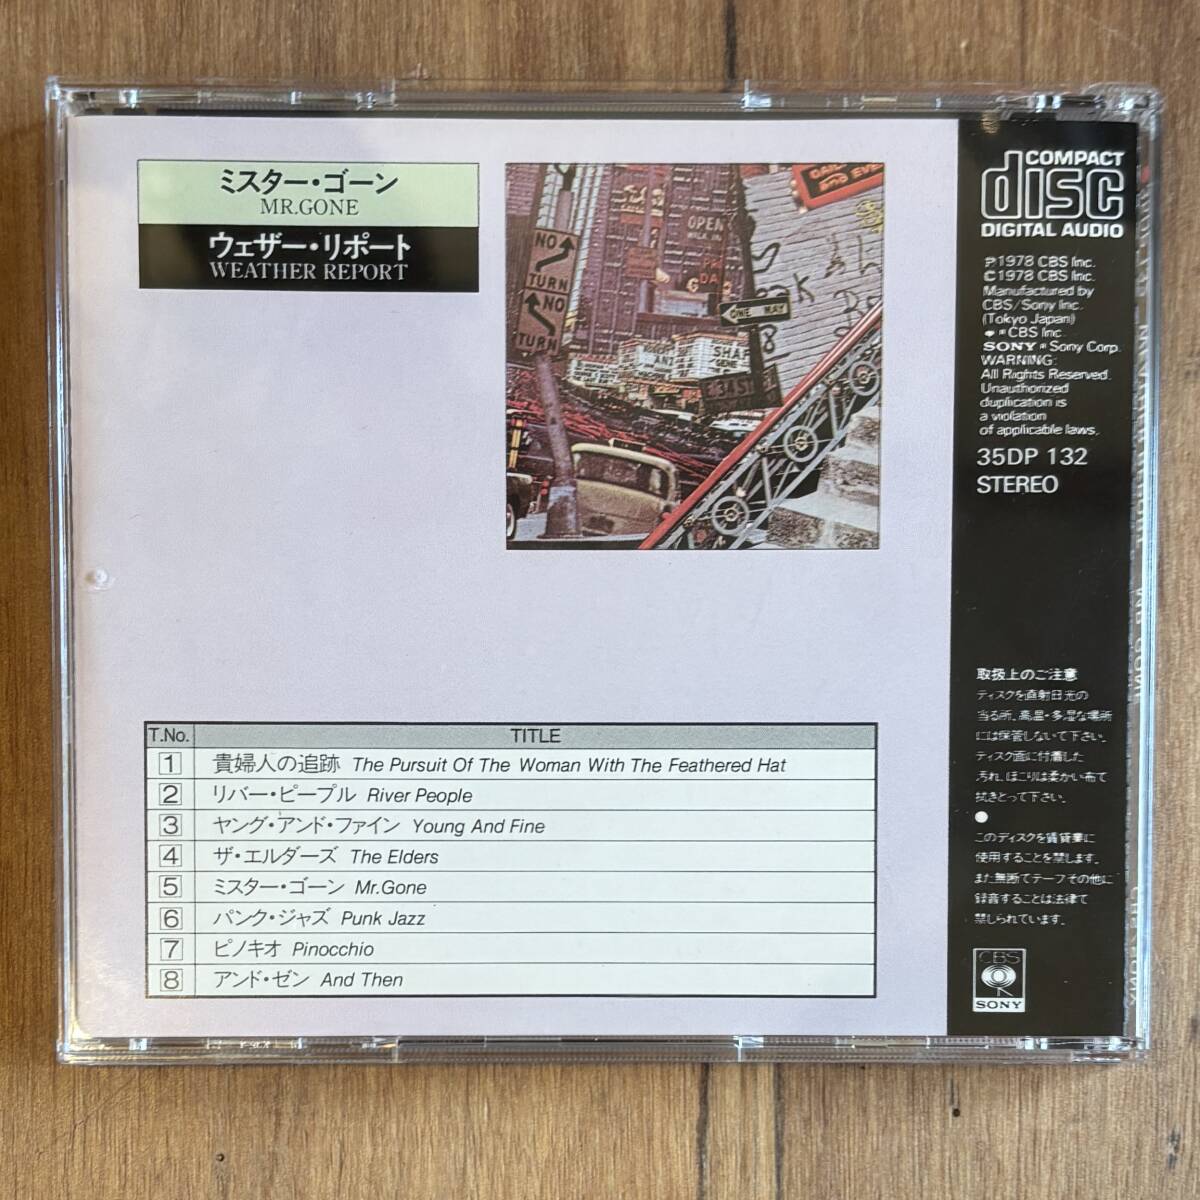 ミスター・ゴーン
MR.GONE
ウェザー・リポート
WEATHER REPORT
NO
TURN
NO
TURN
OPEN
ONE WAY
COMPACT
disc
DIGITAL AUDIO
℗1978 CBS Inc.
©1978 CBS Inc.
Manufactured by
CBS/Sony Inc.
(Tokyo Japan)
CBS Inc.
SONY Sony Corp.
WARNING:
All Rights Reserved.
Unauthorized
duplication is
a violation
of applicable laws.
35DP 132
STEREO
取扱上のご注意
ディスクを直射日光の
当る所、高温・多湿な場所
には保管しないで下さい。
ディスク面に付着した
汚れ、ほこりは柔かい布で
拭きとって下さい。
●
このディスクを賃貸業に
使用することを禁じます。
また無断でテープその他に
録音することは法律で
禁じられています。
CBS
SONY
T.No. TITLE
1 貴婦人の追跡 The Pursuit Of The Woman With The Feathered Hat
2 リバー・ピープル River People
3 ヤング・アンド・ファイン Young And Fine
4 ザ・エルダーズ The Elders
5 ミスター・ゴーン Mr.Gone
6 パンク・ジャズ Punk Jazz
7 ピノキオ Pinocchio
8 アンド・ゼン And Then